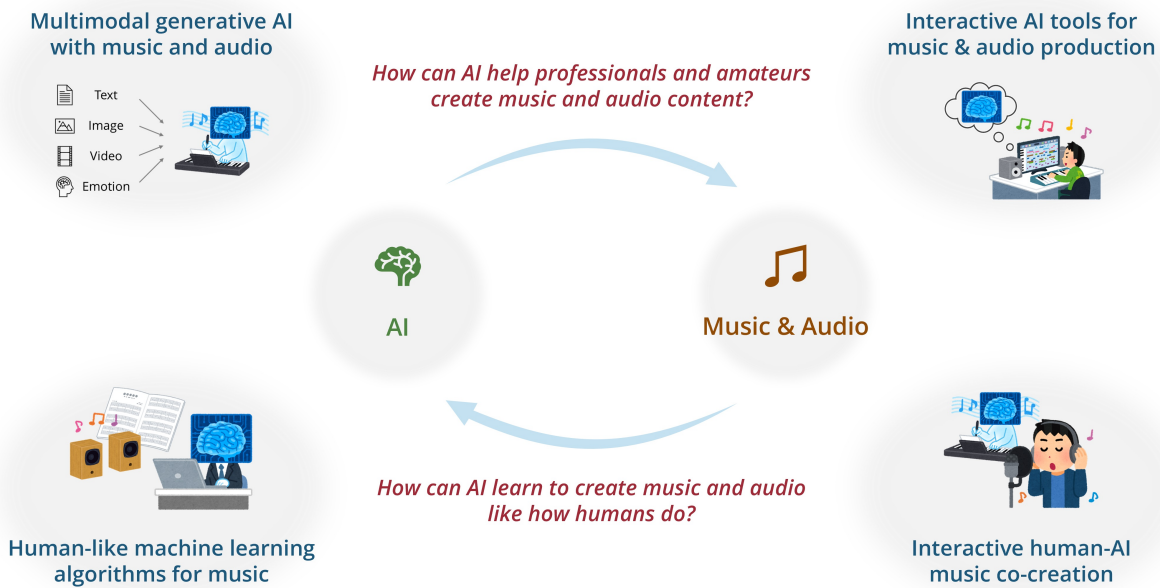 Multimodal generative AI
with music and audio
Text
Image
Video
Emotion
How can AI help professionals and amateurs
create music and audio content?
Interactive AI tools for
music & audio production
AI
Music & Audio
Human-like machine learning
algorithms for music
How can AI learn to create music and audio
like how humans do?
Interactive human-AI
music co-creation